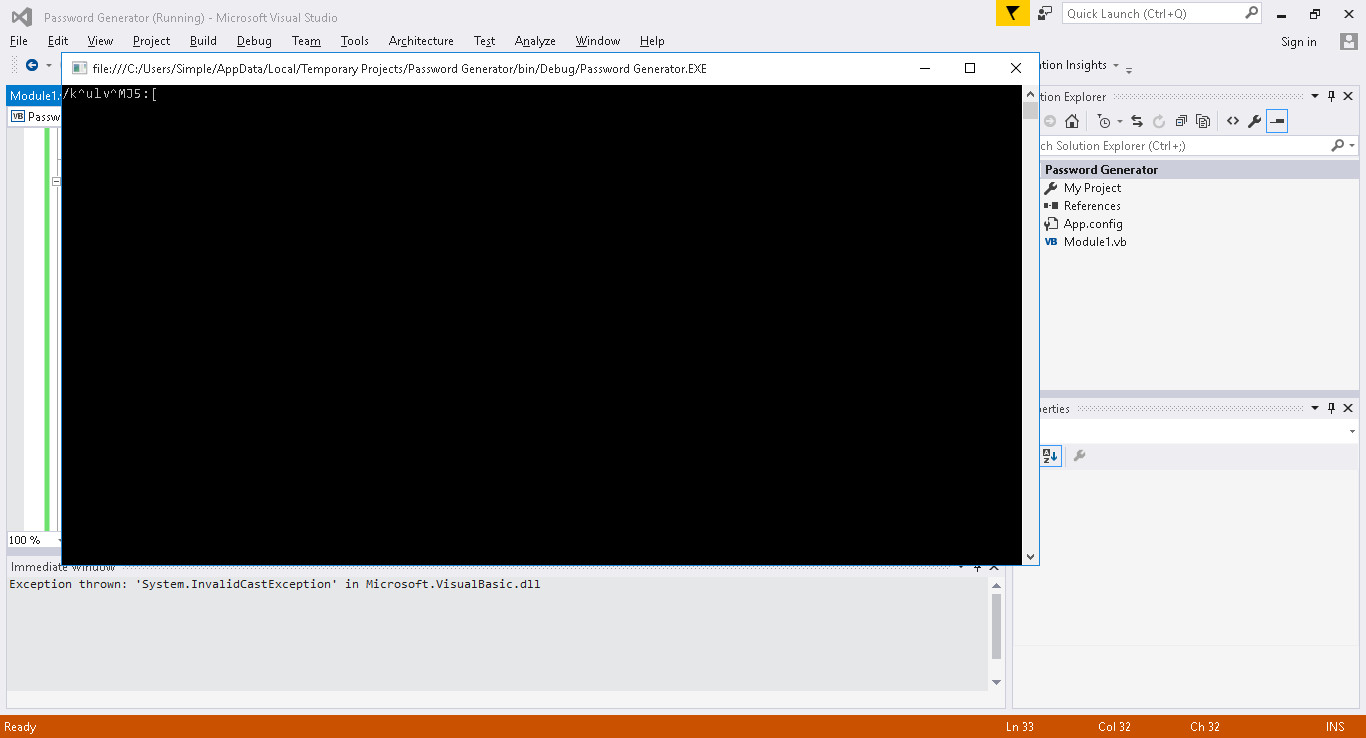 Password Generator (Running) - Microsoft Visual Studio
Quick Launch (Ctrl+Q)
File Edit View Project Build Debug Team Tools Architecture Test Analyze Window Help
Sign in
file:///C:/Users/Simple/AppData/Local/Temporary Projects/Password Generator/bin/Debug/Password Generator.EXE
ation Insights
Module1.
/k^ulv^MJ5:[
tion Explorer
VB Passw
ch Solution Explorer (Ctrl+;)
Password Generator
My Project
References
App.config
VB Module1.vb
erties
100 %
Immediate Window
Exception thrown: 'System.InvalidCastException' in Microsoft.VisualBasic.dll
Ready
Ln 33 Col 32 Ch 32 INS